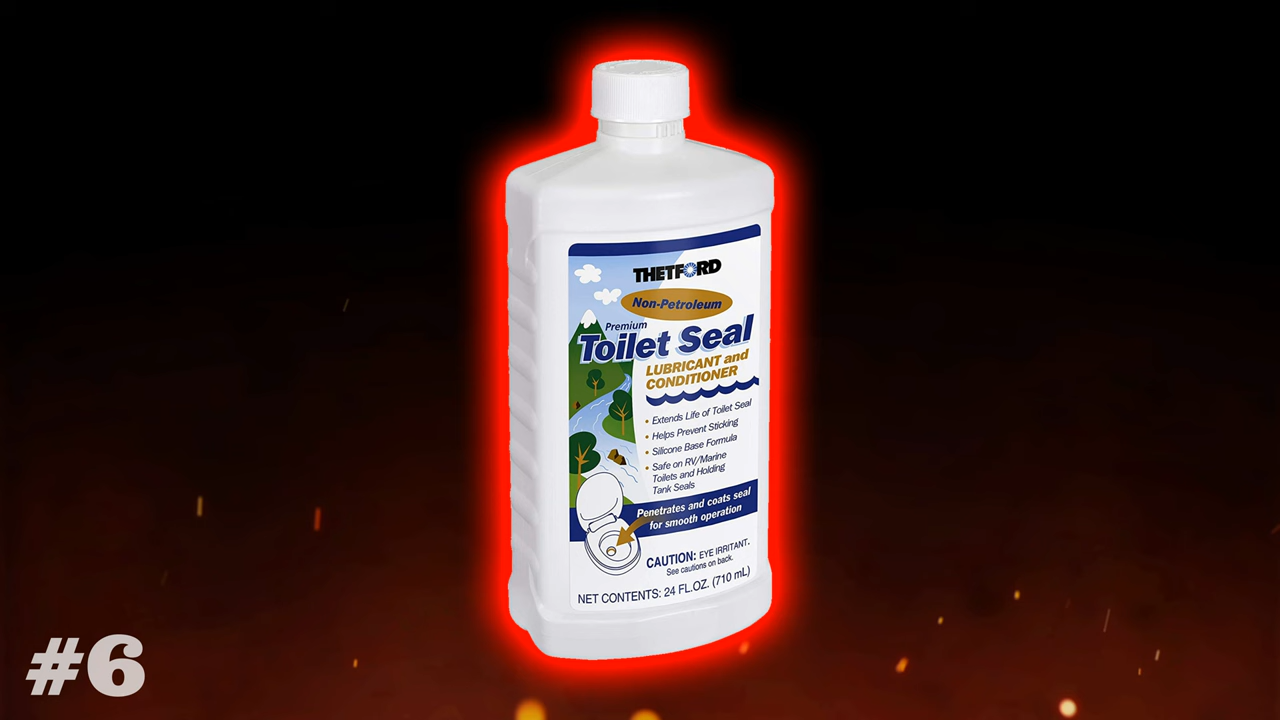 THETFORD
Non-Petroleum
Premium
Toilet Seal
LUBRICANT and
CONDITIONER
• Extends Life of Toilet Seal
• Helps Prevent Sticking
• Silicone Base Formula
• Safe on RV/Marine
Toilets and Holding
Tank Seals
Penetrates and coats seal
for smooth operation
CAUTION: EYE IRRITANT.
See cautions on back.
NET CONTENTS: 24 FL.OZ. (710 mL)
#6